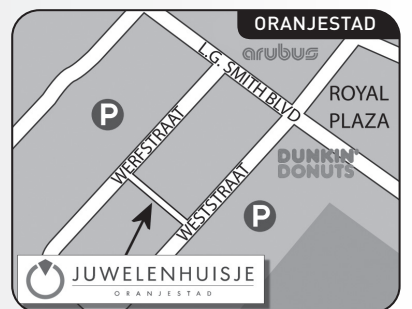 ORANJESTAD
arubus
L.G. SMITH BLVD
ROYAL
PLAZA
P
WERFSTRAAT
DUNKIN'
DONUTS
WESTSTRAAT
P
JUWELENHUISJE
ORANJESTAD